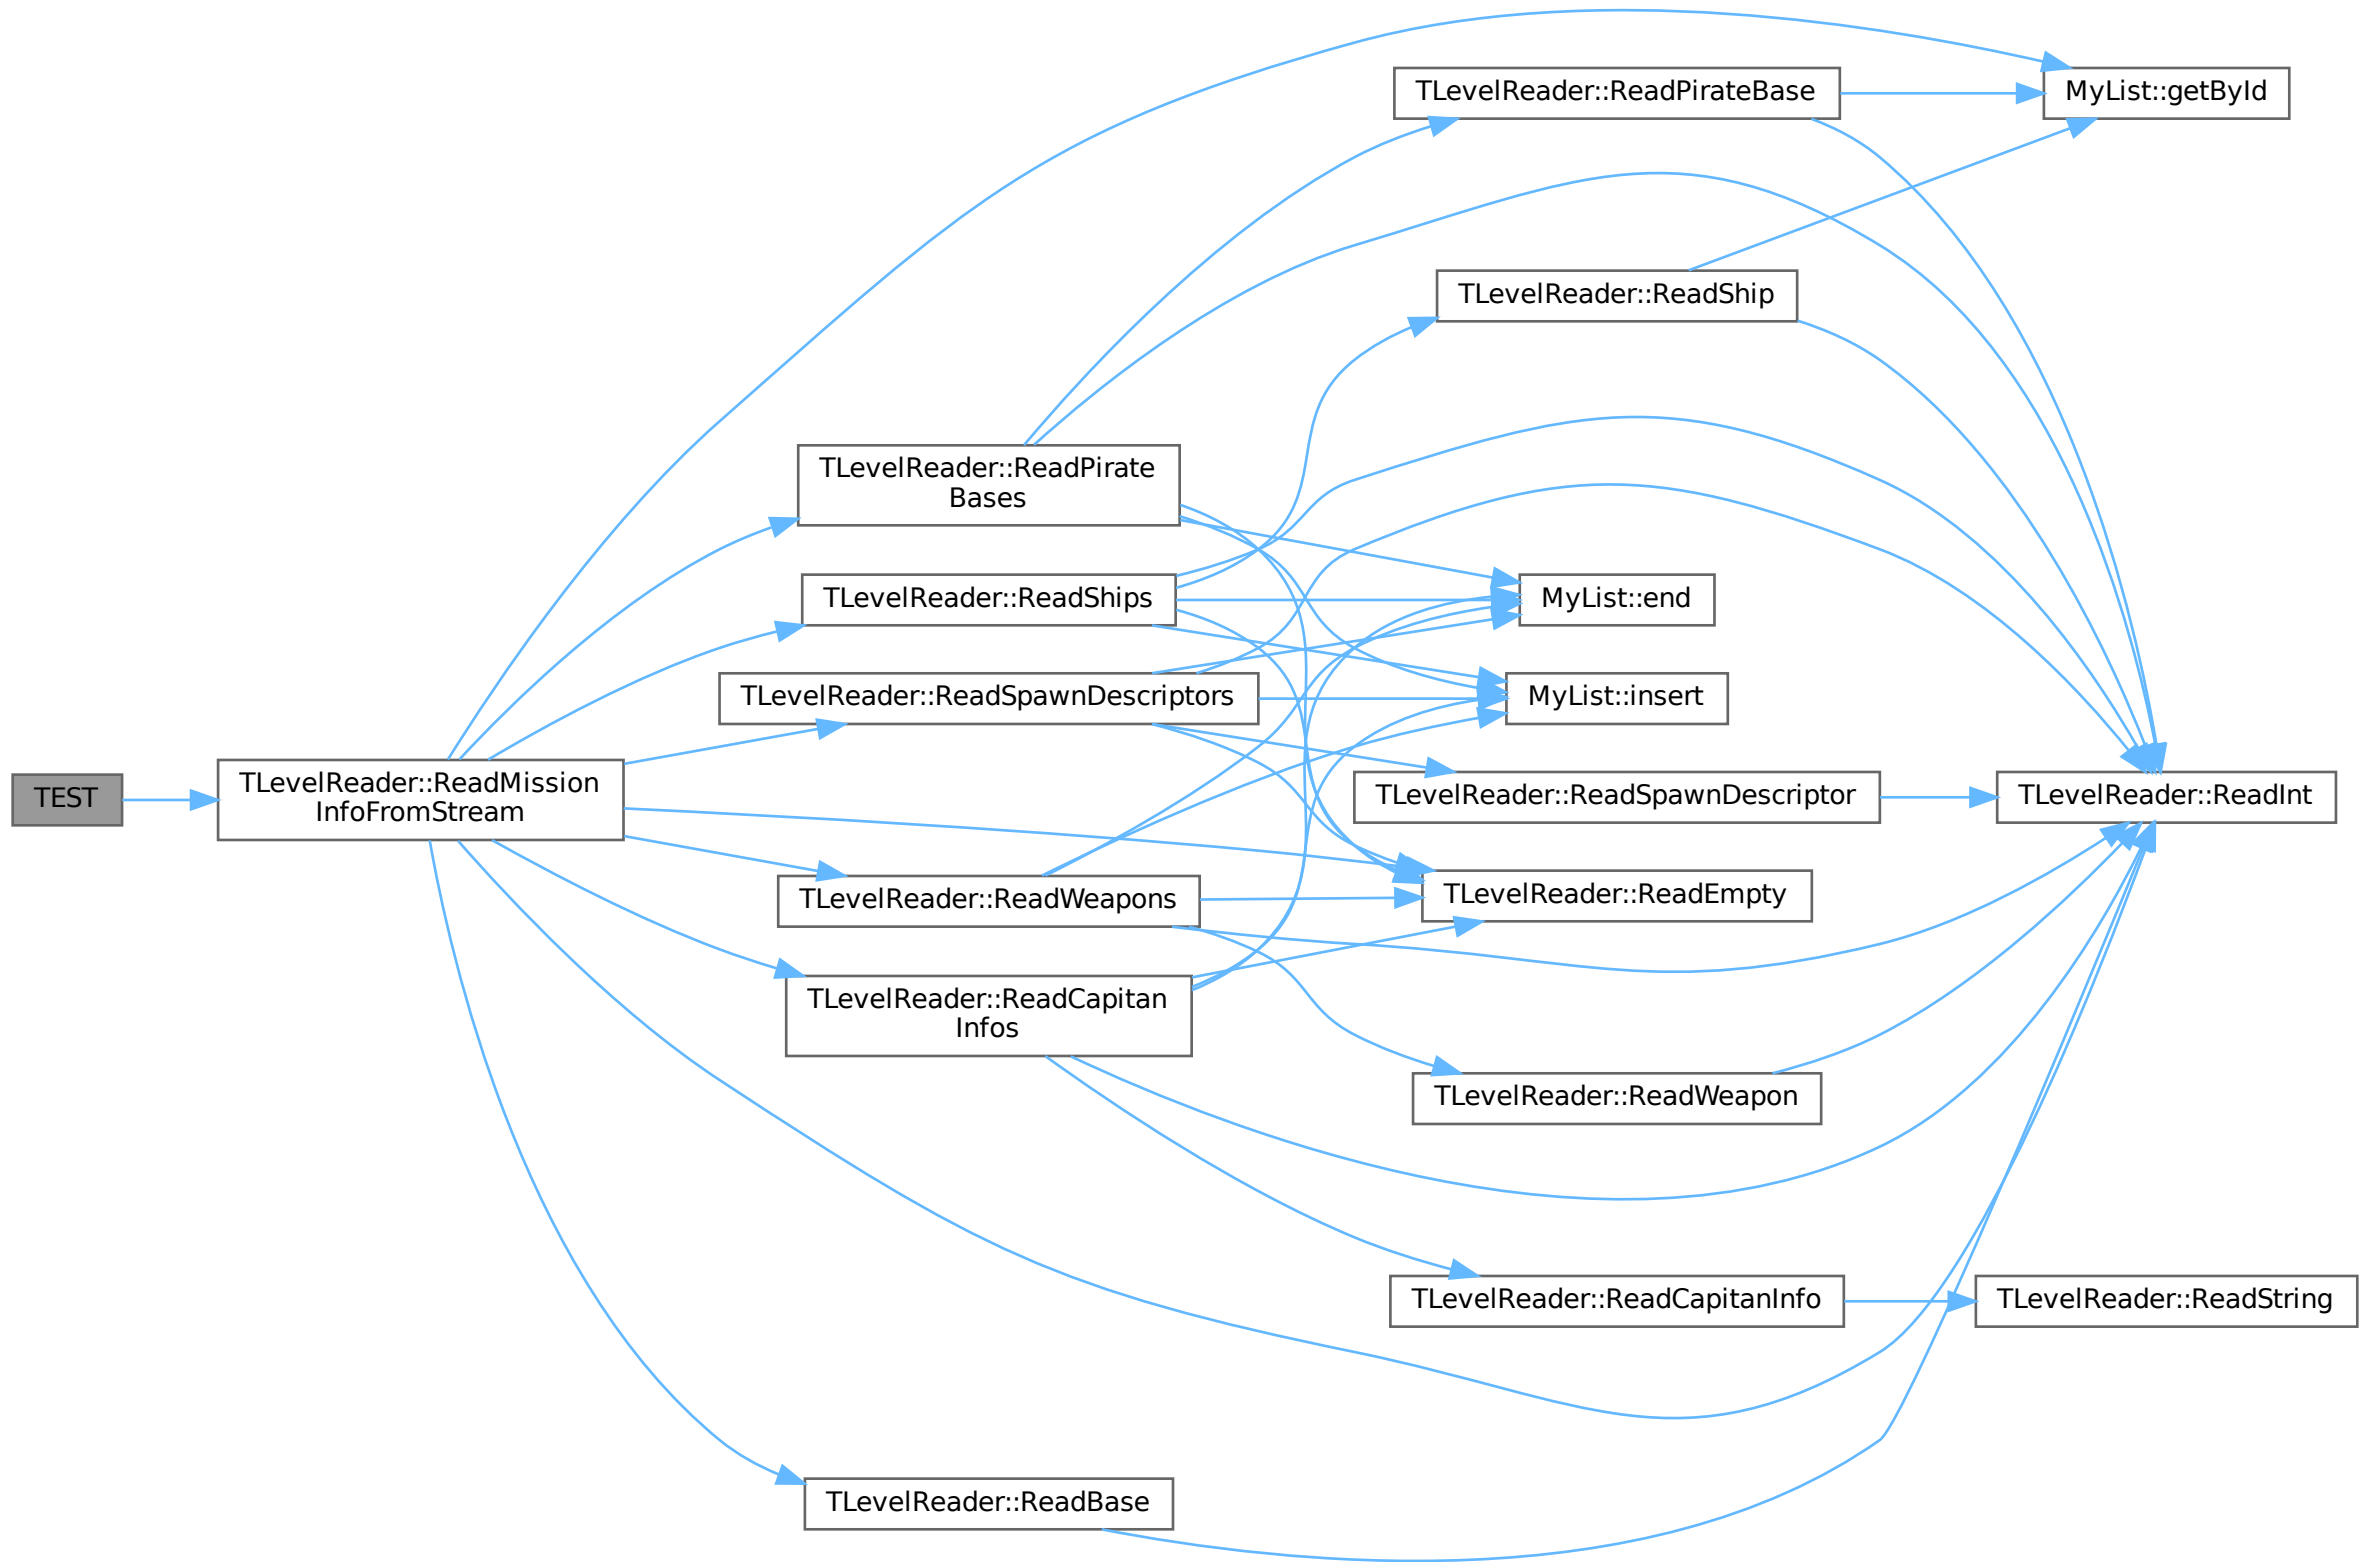 TEST
TLevelReader::ReadMission
InfoFromStream
TLevelReader::ReadPirate
Bases
TLevelReader::ReadShips
TLevelReader::ReadSpawnDescriptors
TLevelReader::ReadWeapons
TLevelReader::ReadCapitan
Infos
TLevelReader::ReadBase
TLevelReader::ReadPirateBase
TLevelReader::ReadShip
MyList::end
MyList::insert
TLevelReader::ReadSpawnDescriptor
TLevelReader::ReadEmpty
TLevelReader::ReadWeapon
TLevelReader::ReadCapitanInfo
MyList::getById
TLevelReader::ReadInt
TLevelReader::ReadString